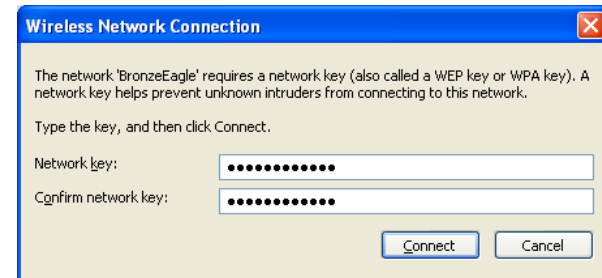 Wireless Network Connection
The network 'BronzeEagle' requires a network key (also called a WEP key or WPA key). A
network key helps prevent unknown intruders from connecting to this network.
Type the key, and then click Connect.
Network key: ●●●●●●●●●●●●
Confirm network key: ●●●●●●●●●●●●
Connect Cancel